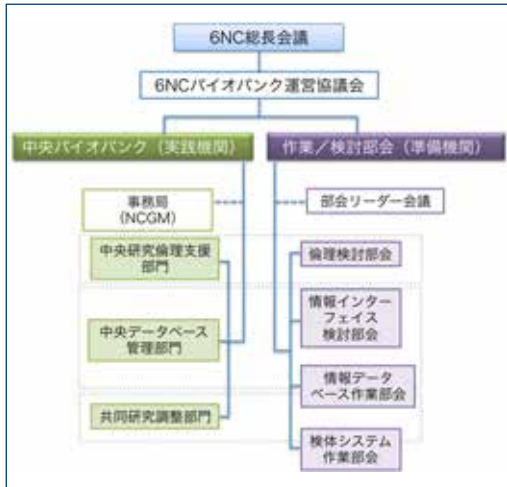 6NC総長会議
6NCバイオバンク運営協議会
中央バイオバンク（実践機関）
作業／検討部会（準備機関）
事務局
（NCGM）
部会リーダー会議
中央研究倫理支援
部門
倫理検討部会
中央データベース
管理部門
情報インター
フェイス
検討部会
情報データ
ベース作業部会
共同研究調整部門
検体システム
作業部会